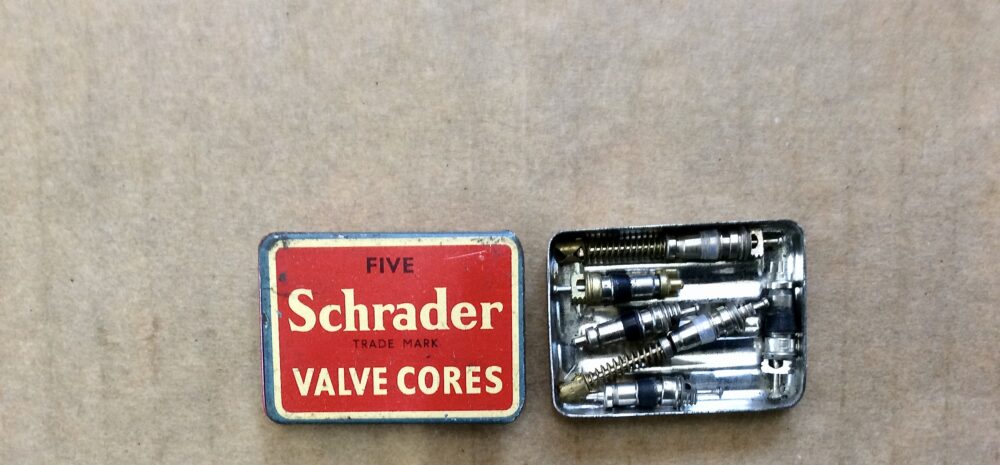 FIVE
Schrader
TRADE MARK
VALVE CORES